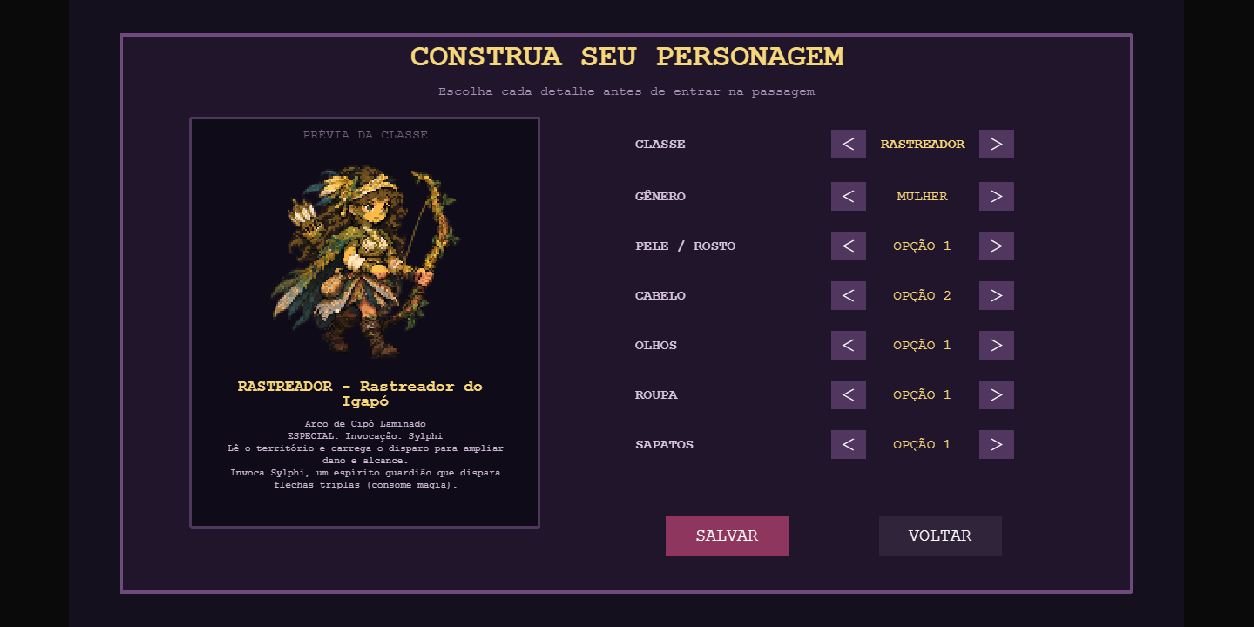 CONSTRUA SEU PERSONAGEM
Escolha cada detalhe antes de entrar na passagem
PRÉVIA DA CLASSE
RASTREADOR - Rastreador do
Igapó
Arco de Cipó Laminado
ESPECIAL: Invocação: Sylphi
Lê o território e carrega o disparo para ampliar
dano e alcance.
Invoca Sylphi, um espírito guardião que dispara
flechas triplas (consome magia).
CLASSE < RASTREADOR >
GÊNERO < MULHER >
PELE / ROSTO < OPÇÃO 1 >
CABELO < OPÇÃO 2 >
OLHOS < OPÇÃO 1 >
ROUPA < OPÇÃO 1 >
SAPATOS < OPÇÃO 1 >
SALVAR VOLTAR